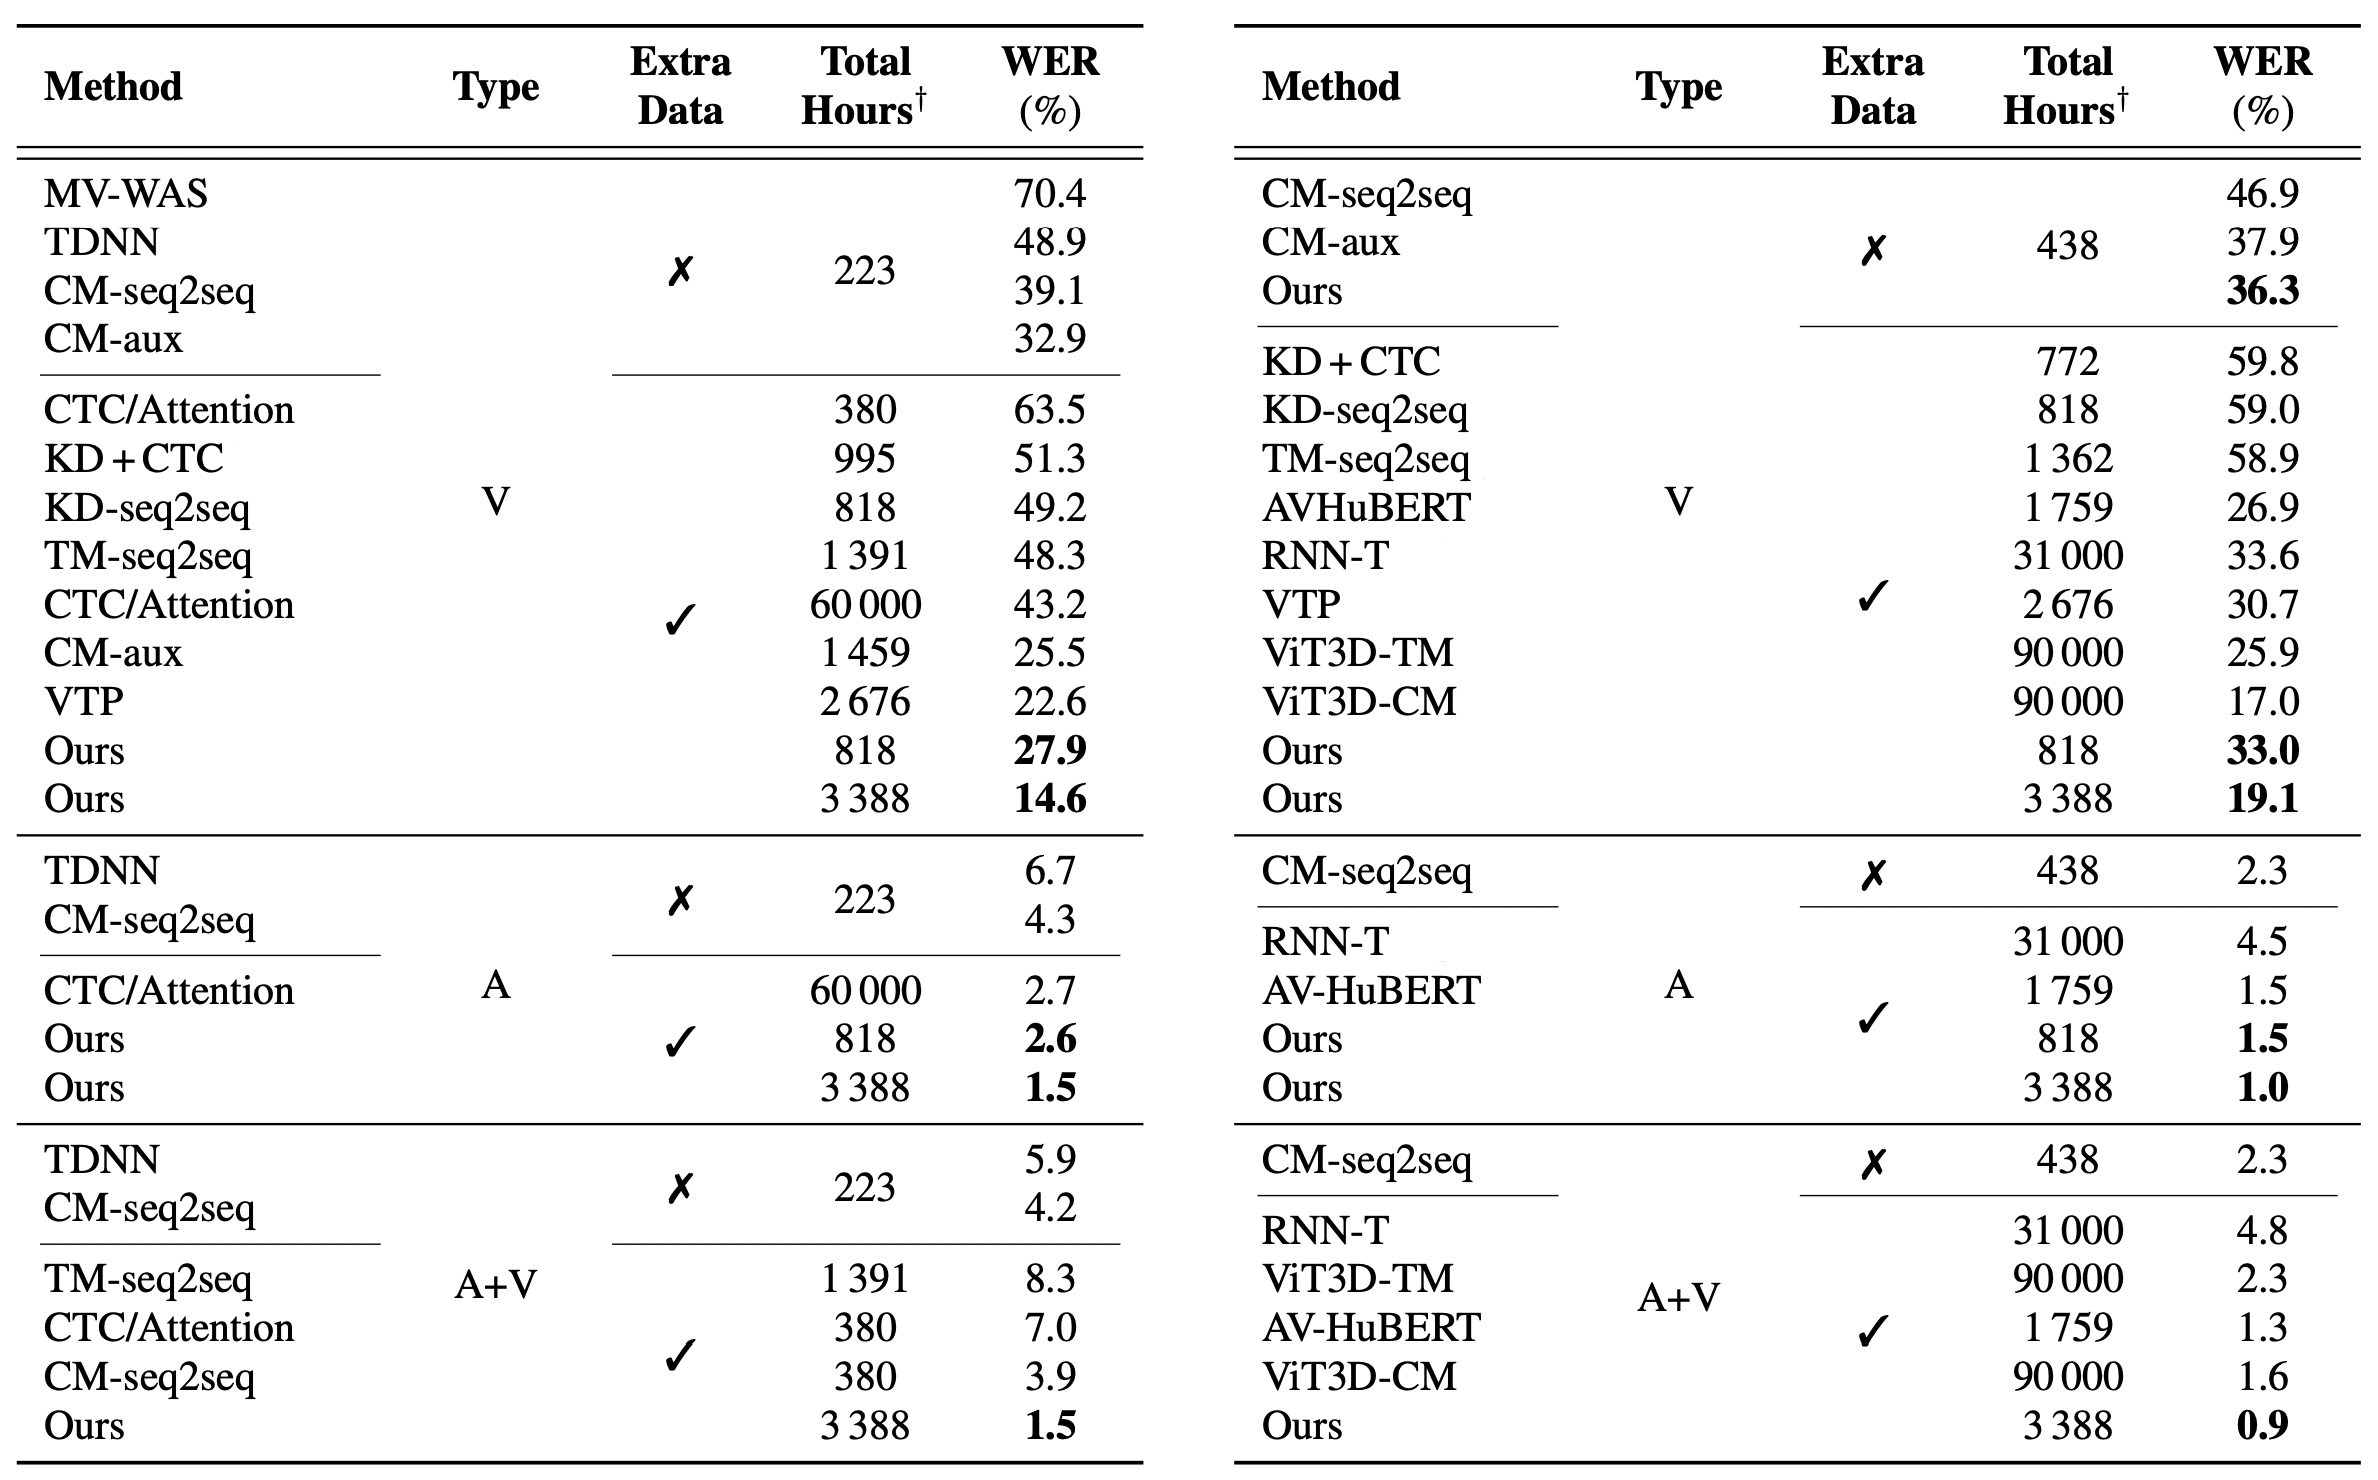 Method Type Extra Data Total Hours† WER (%)
MV-WAS 70.4
TDNN 48.9
✗ 223
CM-seq2seq 39.1
CM-aux 32.9
CTC/Attention 380 63.5
KD + CTC 995 51.3
V
KD-seq2seq 818 49.2
TM-seq2seq 1 391 48.3
CTC/Attention 60 000 43.2
✓
CM-aux 1 459 25.5
VTP 2 676 22.6
Ours 818 27.9
Ours 3 388 14.6
TDNN 6.7
✗ 223
CM-seq2seq 4.3
A
CTC/Attention 60 000 2.7
Ours ✓ 818 2.6
Ours 3 388 1.5
TDNN 5.9
✗ 223
CM-seq2seq 4.2
TM-seq2seq A+V 1 391 8.3
CTC/Attention 380 7.0
✓
CM-seq2seq 380 3.9
Ours 3 388 1.5
Method Type Extra Data Total Hours† WER (%)
CM-seq2seq 46.9
CM-aux ✗ 438 37.9
Ours 36.3
KD + CTC 772 59.8
KD-seq2seq 818 59.0
TM-seq2seq 1 362 58.9
AVHuBERT V 1 759 26.9
RNN-T 31 000 33.6
VTP ✓ 2 676 30.7
ViT3D-TM 90 000 25.9
ViT3D-CM 90 000 17.0
Ours 818 33.0
Ours 3 388 19.1
CM-seq2seq ✗ 438 2.3
RNN-T 31 000 4.5
AV-HuBERT A 1 759 1.5
✓
Ours 818 1.5
Ours 3 388 1.0
CM-seq2seq ✗ 438 2.3
RNN-T 31 000 4.8
ViT3D-TM A+V 90 000 2.3
AV-HuBERT ✓ 1 759 1.3
ViT3D-CM 90 000 1.6
Ours 3 388 0.9